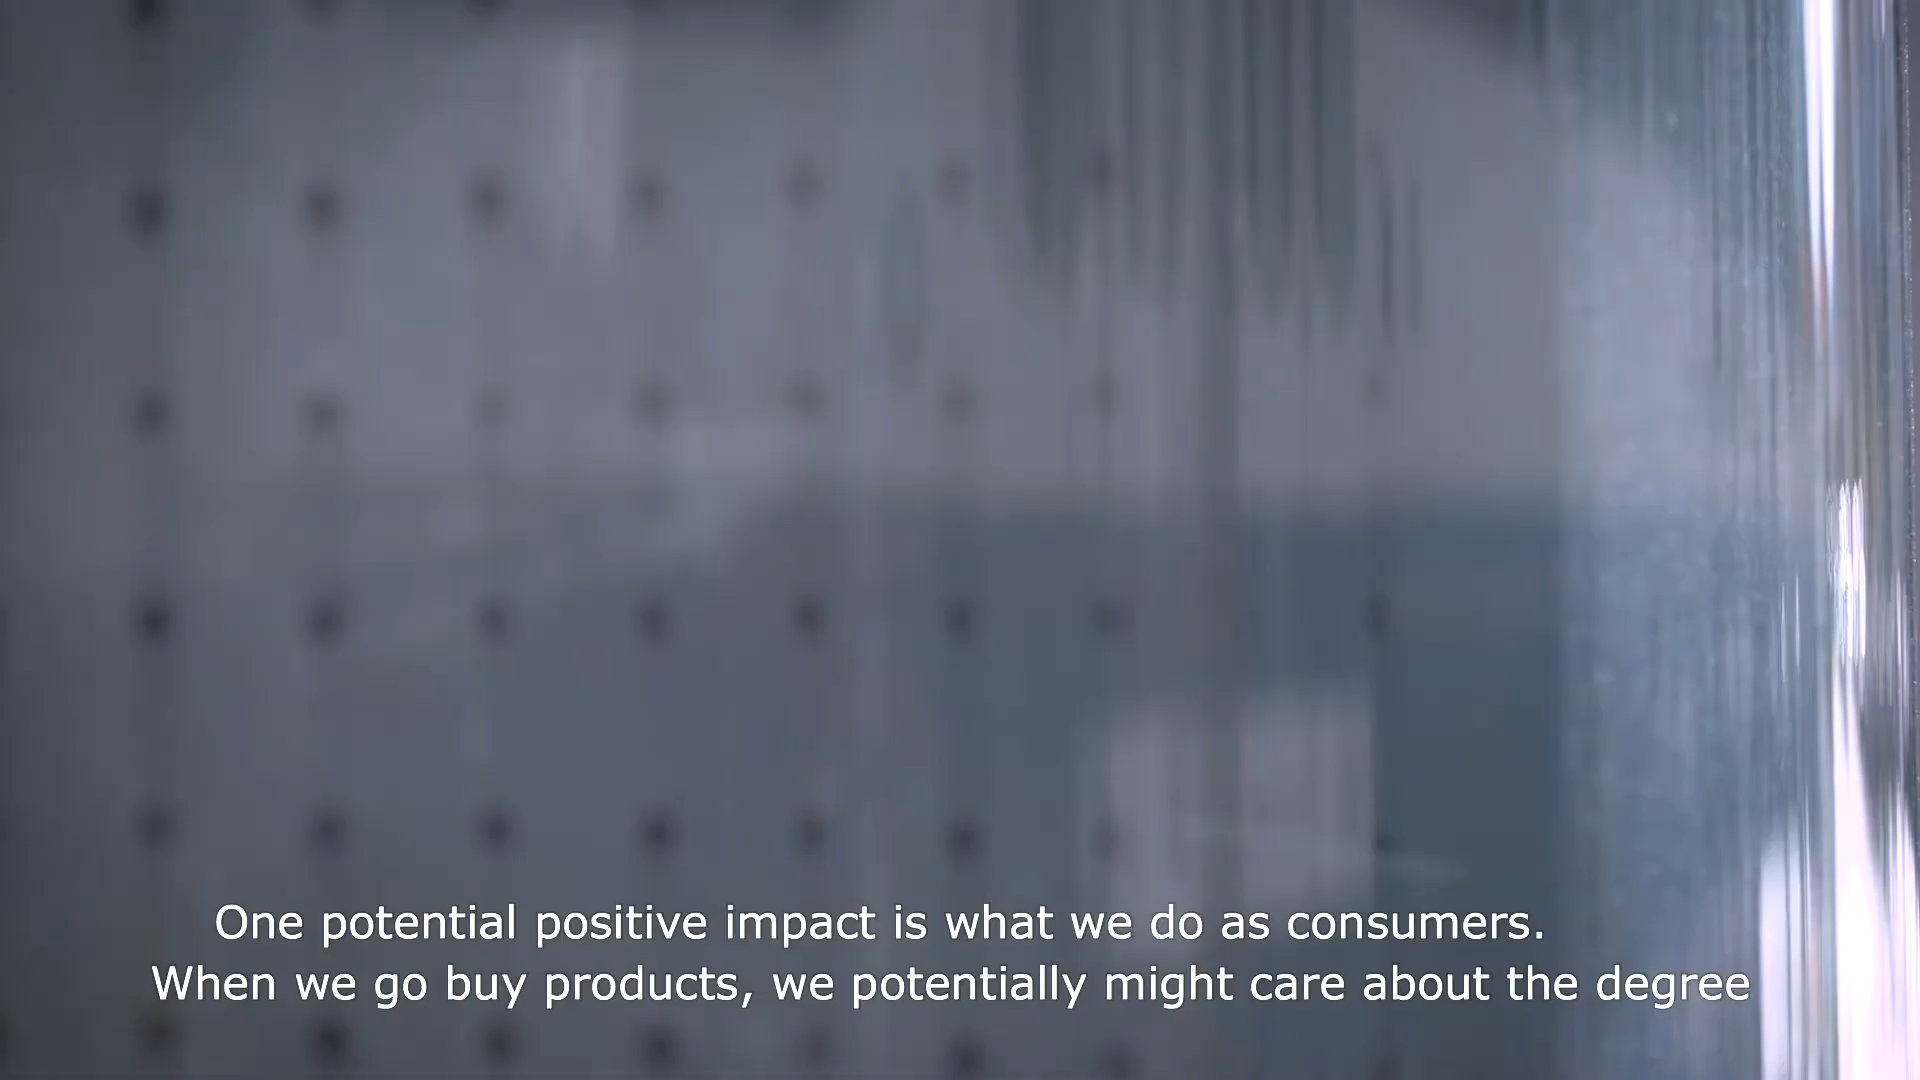 One potential positive impact is what we do as consumers.
When we go buy products, we potentially might care about the degree